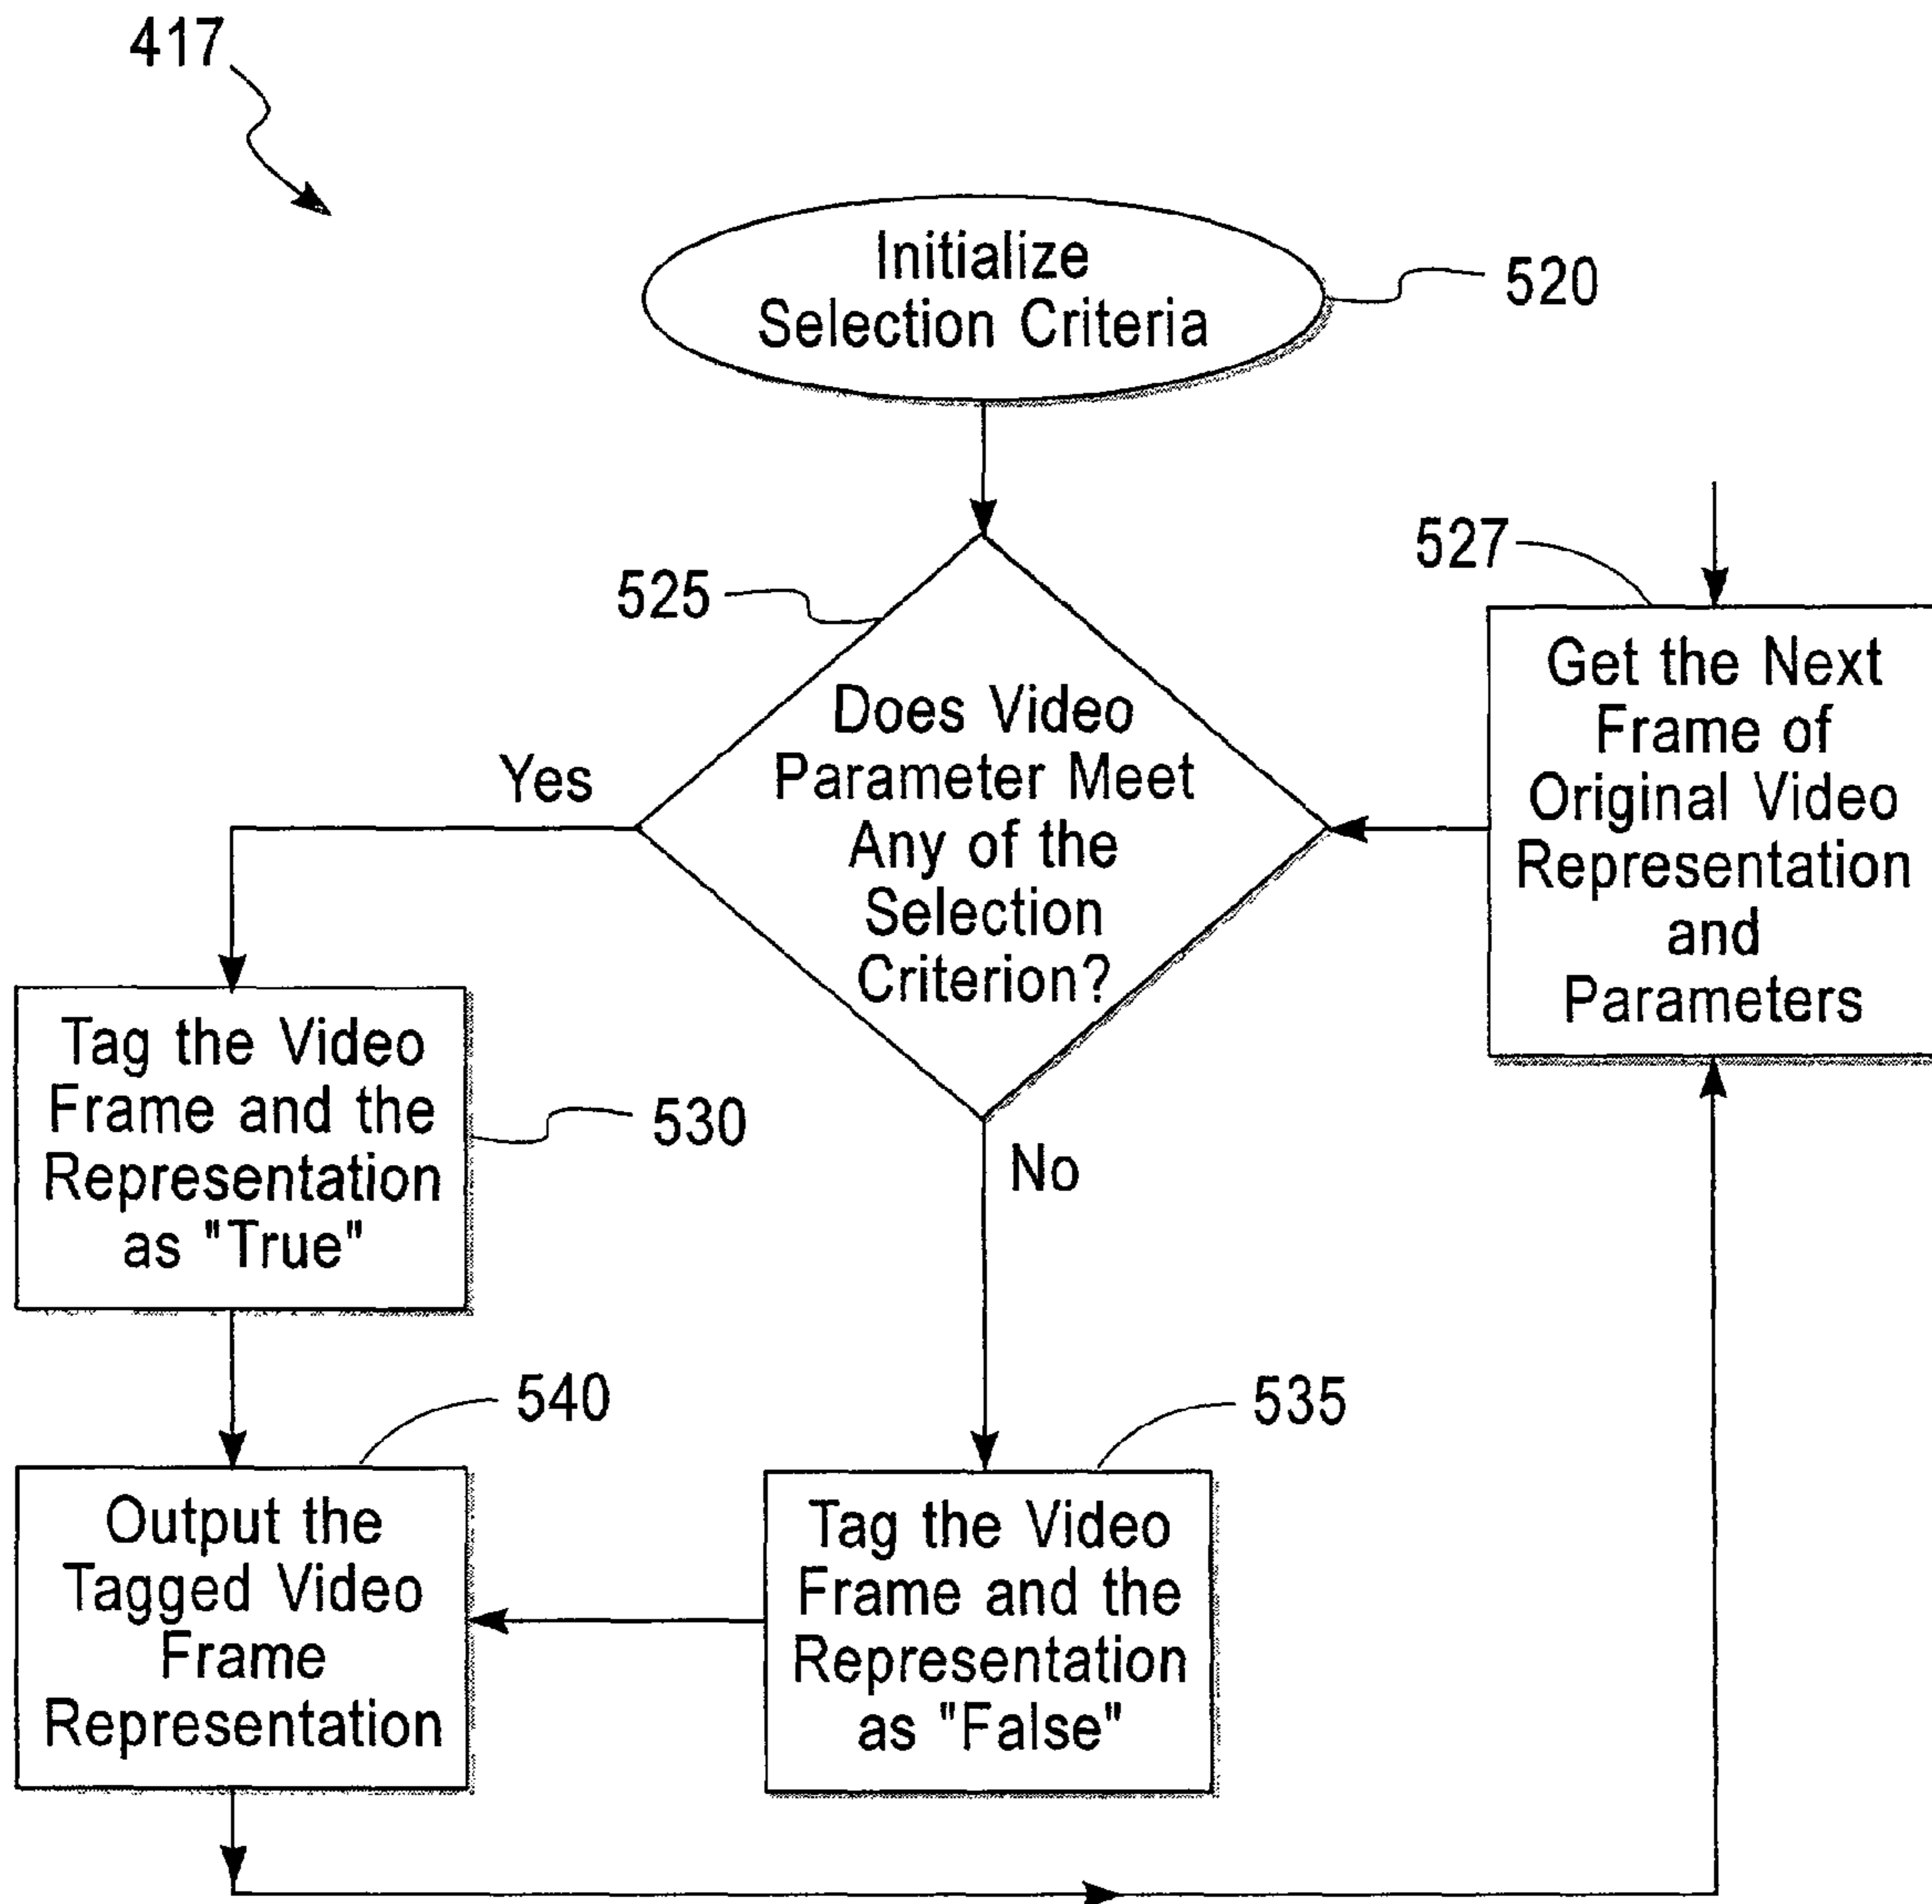 417
Initialize
Selection Criteria
520
525
Does Video
Parameter Meet
Any of the
Selection
Criterion?
527
Get the Next
Frame of
Original Video
Representation
and
Parameters
Yes
No
Tag the Video
Frame and the
Representation
as "True"
530
540
Output the
Tagged Video
Frame
Representation
535
Tag the Video
Frame and the
Representation
as "False"